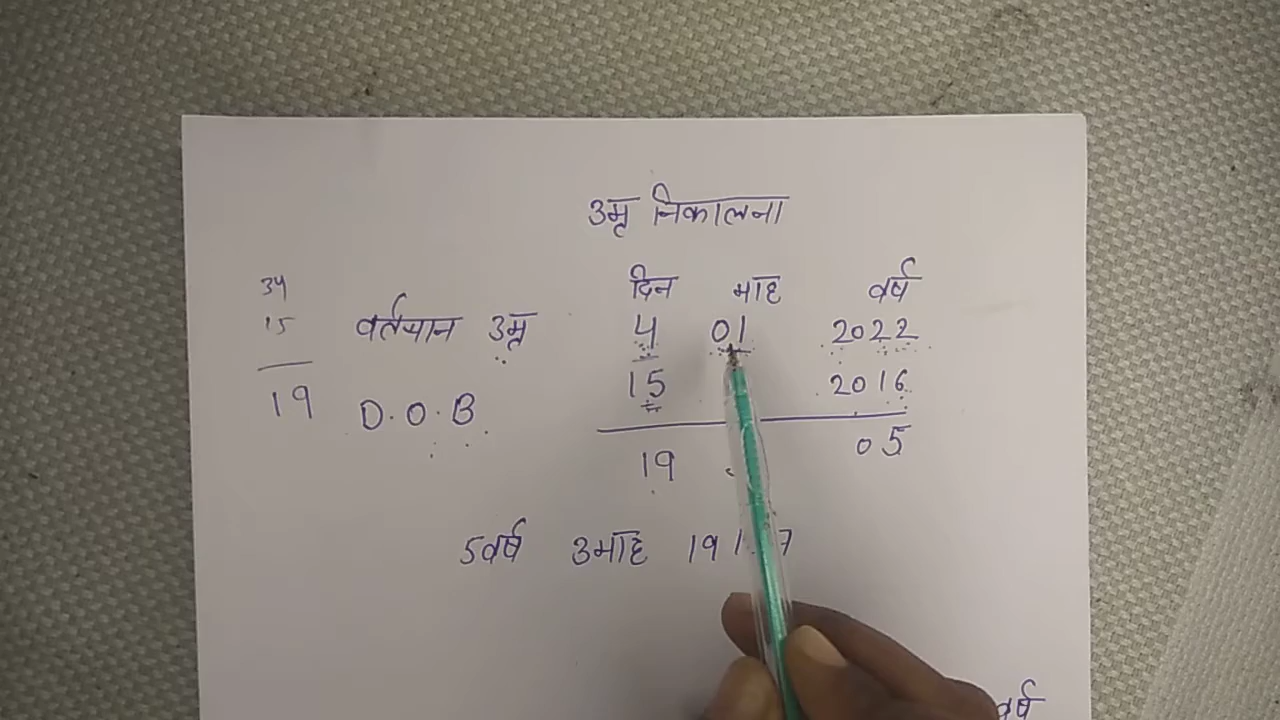 उम्र निकालना
दिन माह वर्ष
34
15 वर्तमान उम्र 4 01 2022
15 2016
19 D.O.B
19 05
5वर्ष 3माह 19
वर्ष